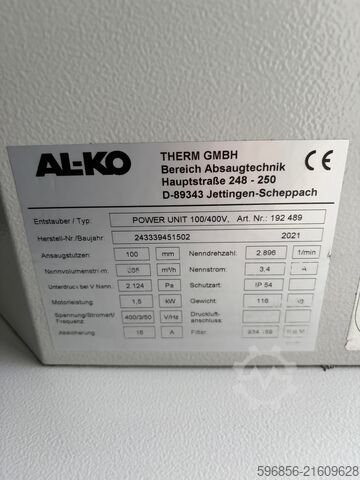 AL-KO
THERM GMBH
Bereich Absaugtechnik
Hauptstraße 248 - 250
D-89343 Jettingen-Scheppach
CE
Entstauber / Typ: POWER UNIT 100/400V, Art. Nr.: 192 489
Herstell-Nr./Baujahr: 243339451502 2021
Ansaugstutzen: 100 mm Nenndrehzahl: 2.896 1/min
Nennvolumenstrom: m³/h Nennstrom: 3,4 A
Unterdruck bei V Nenn. 2.124 Pa Schutzart: IP 54
Motorleistung: 1,5 kW Gewicht: 116 kg
Spannung/Stromart/ Frequenz: 400/3/50 V/Hz Druckluft- anschluss:
Absicherung: 16 A Filter:
596856-21609628